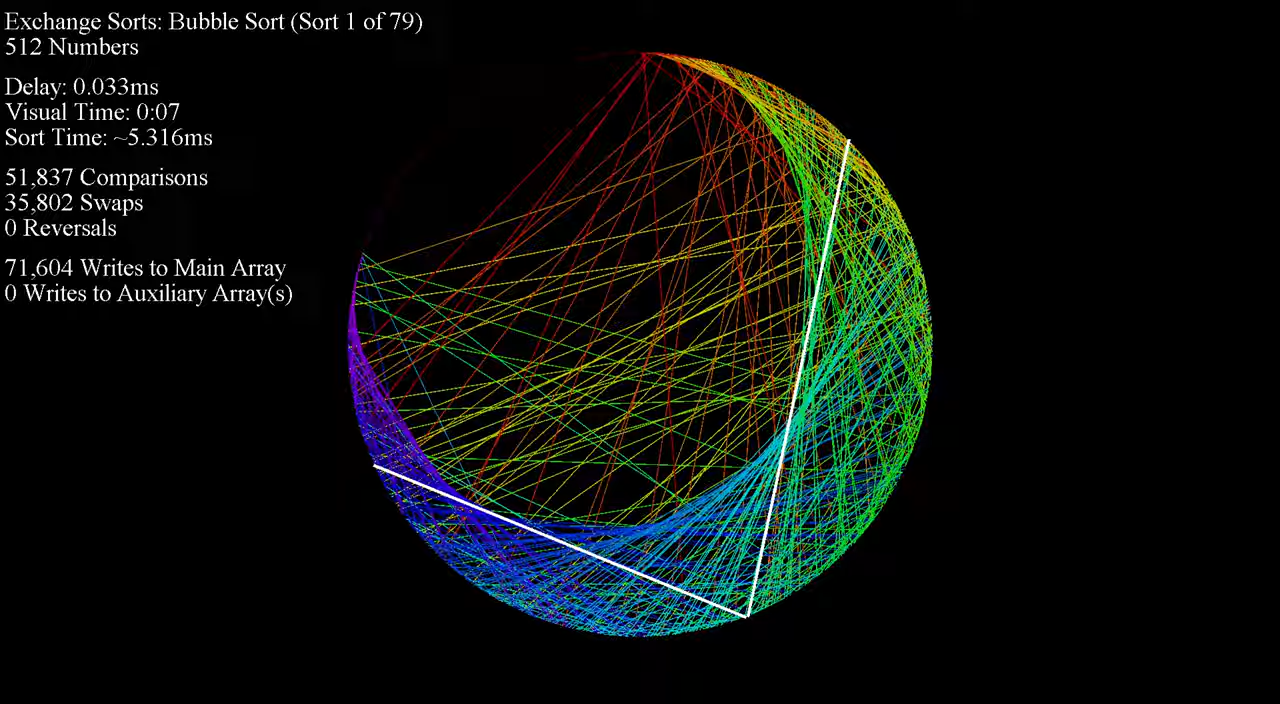 Exchange Sorts: Bubble Sort (Sort 1 of 79)
512 Numbers
Delay: 0.033ms
Visual Time: 0:07
Sort Time: ~5.316ms
51,837 Comparisons
35,802 Swaps
0 Reversals
71,604 Writes to Main Array
0 Writes to Auxiliary Array(s)